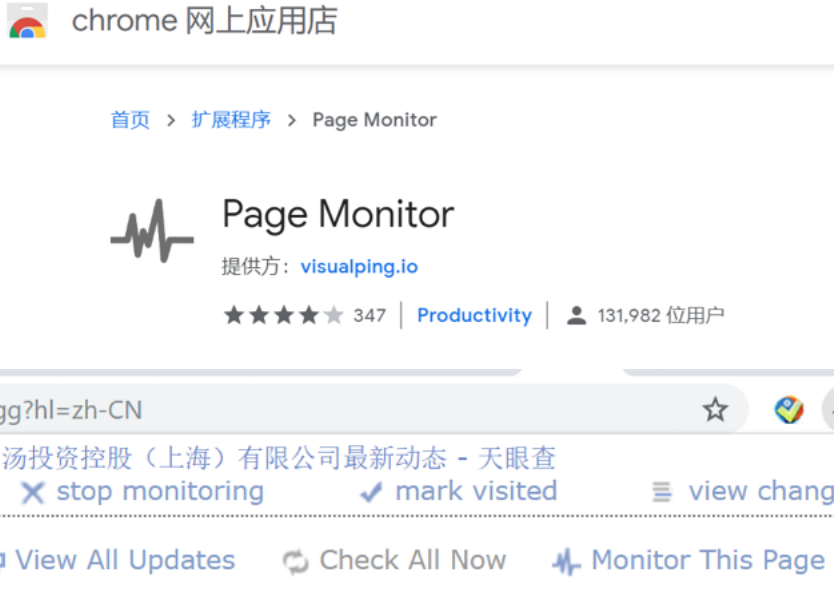 chrome 网上应用店
首页 > 扩展程序 > Page Monitor
Page Monitor
提供方： visualping.io
347 | Productivity | 131,982 位用户
gg?hl=zh-CN
汤投资控股（上海）有限公司最新动态 - 天眼查
stop monitoring mark visited view chang
View All Updates Check All Now Monitor This Page